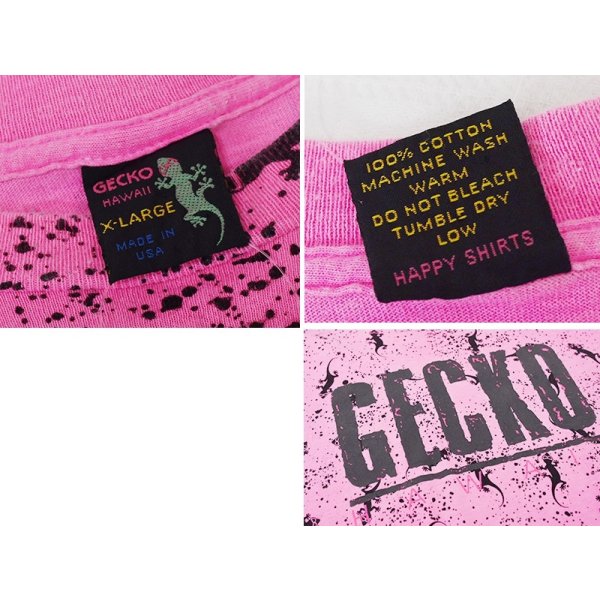 GECKO
HAWAII
X-LARGE
MADE IN
USA
100% COTTON
MACHINE WASH
WARM
DO NOT BLEACH
TUMBLE DRY
LOW
HAPPY SHIRTS
GECKO